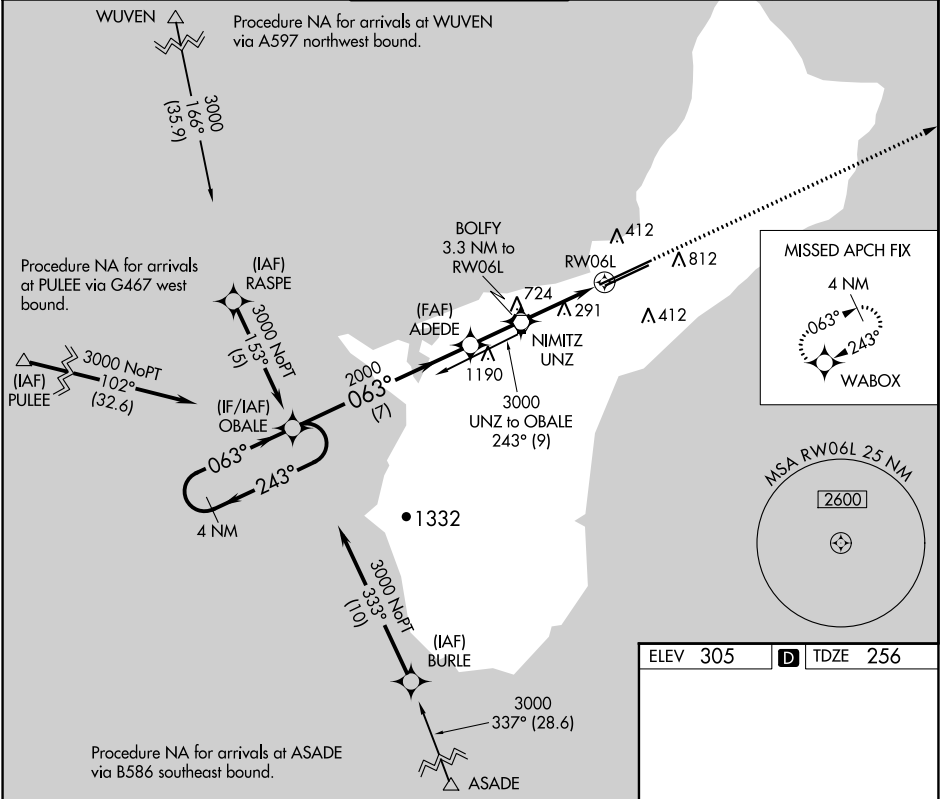 WUVEN
Procedure NA for arrivals at WUVEN
via A597 northwest bound.
3000
166°
(35.9)
Procedure NA for arrivals
at PULEE via G467 west
bound.
(IAF)
RASPE
3000 NoPT
153°
(5)
(IAF)
PULEE
3000 NoPT
102°
(32.6)
(IF/IAF)
OBALE
063°
243°
4 NM
2000
063°
(7)
(FAF)
ADEDE
BOLFY
3.3 NM to
RW06L
724
1190
NIMITZ
UNZ
291
RW06L
412
812
412
3000
UNZ to OBALE
243° (9)
MISSED APCH FIX
4 NM
063°
243°
WABOX
MSA RW06L 25 NM
2600
1332
3000 NoPT
333°
(10)
(IAF)
BURLE
3000
337° (28.6)
ASADE
Procedure NA for arrivals at ASADE
via B586 southeast bound.
ELEV 305 D TDZE 256